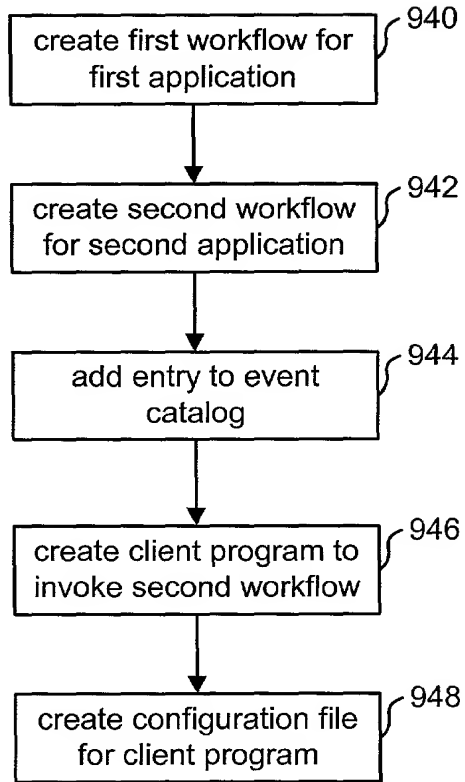 940
create first workflow for
first application
942
create second workflow
for second application
944
add entry to event
catalog
946
create client program to
invoke second workflow
948
create configuration file
for client program